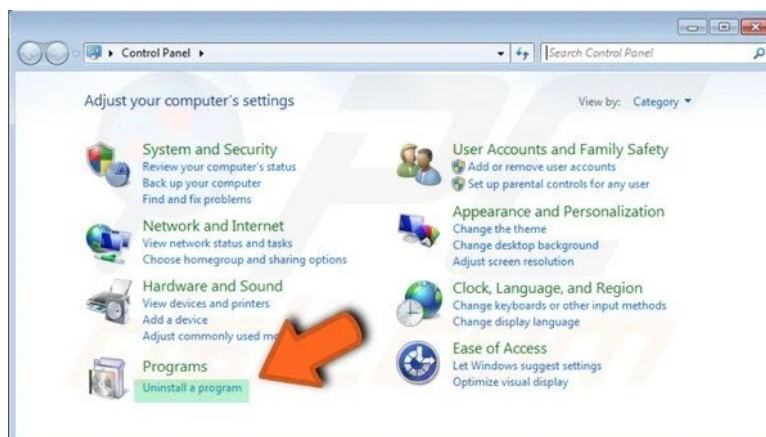 Control Panel
Search Control Panel
Adjust your computer's settings
View by: Category
System and Security
Review your computer's status
Back up your computer
Find and fix problems
Network and Internet
View network status and tasks
Choose homegroup and sharing options
Hardware and Sound
View devices and printers
Add a device
Adjust commonly used
Programs
Uninstall a program
User Accounts and Family Safety
Add or remove user accounts
Set up parental controls for any user
Appearance and Personalization
Change the theme
Change desktop background
Adjust screen resolution
Clock, Language, and Region
Change keyboards or other input methods
Change display language
Ease of Access
Let Windows suggest settings
Optimize visual display